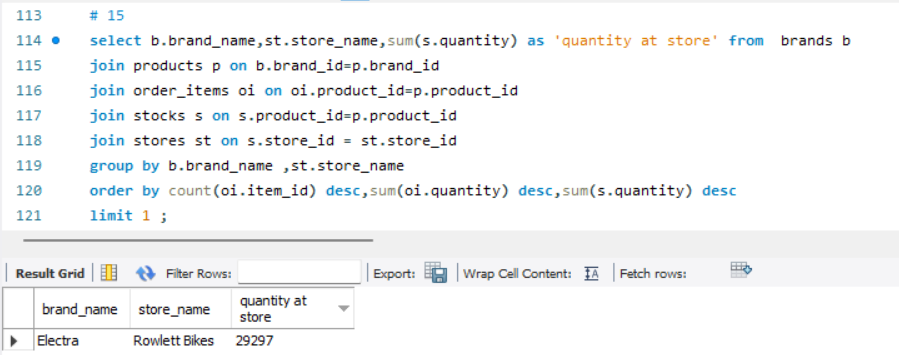 113 # 15
114 select b.brand_name,st.store_name,sum(s.quantity) as 'quantity at store' from  brands b
115 join products p on b.brand_id=p.brand_id
116 join order_items oi on oi.product_id=p.product_id
117 join stocks s on s.product_id=p.product_id
118 join stores st on s.store_id = st.store_id
119 group by b.brand_name ,st.store_name
120 order by count(oi.item_id) desc,sum(oi.quantity) desc,sum(s.quantity) desc
121 limit 1 ;
Result Grid Filter Rows: Export: Wrap Cell Content: IA Fetch rows:
brand_name store_name quantity at store
Electra Rowlett Bikes 29297